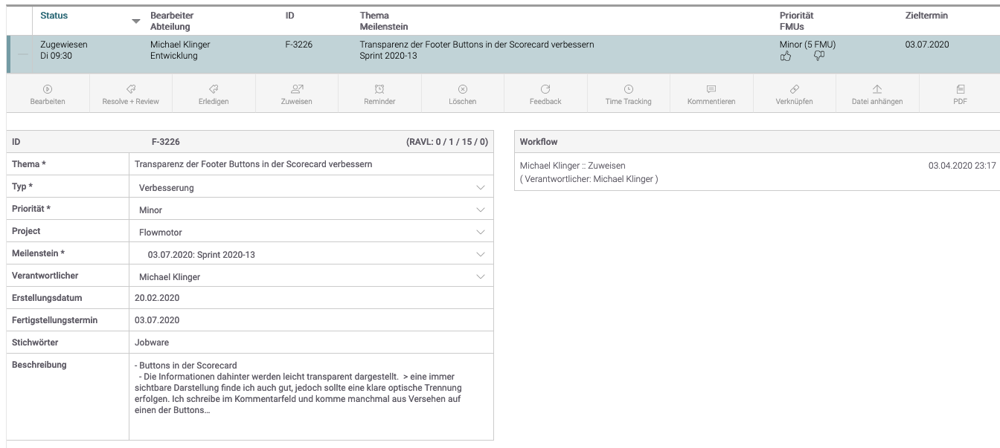 Status Bearbeiter ID Thema Priorität Zieltermin
Abteilung Meilenstein FMUs
Zugewiesen Michael Klinger F-3226 Transparenz der Footer Buttons in der Scorecard verbessern Minor (5 FMU) 03.07.2020
Di 09:30 Entwicklung Sprint 2020-13
Bearbeiten Resolve + Review Erledigen Zuweisen Reminder Löschen Feedback Time Tracking Kommentieren Verknüpfen Datei anhängen PDF
ID F-3226 (RAVL: 0 / 1 / 15 / 0)
Thema * Transparenz der Footer Buttons in der Scorecard verbessern
Typ * Verbesserung
Priorität * Minor
Project Flowmotor
Meilenstein * 03.07.2020: Sprint 2020-13
Verantwortlicher Michael Klinger
Erstellungsdatum 20.02.2020
Fertigstellungstermin 03.07.2020
Stichwörter Jobware
Beschreibung - Buttons in der Scorecard
- Die Informationen dahinter werden leicht transparent dargestellt. > eine immer
sichtbare Darstellung finde ich auch gut, jedoch sollte eine klare optische Trennung
erfolgen. Ich schreibe im Kommentarfeld und komme manchmal aus Versehen auf
einen der Buttons...
Workflow
Michael Klinger :: Zuweisen 03.04.2020 23:17
( Verantwortlicher: Michael Klinger )